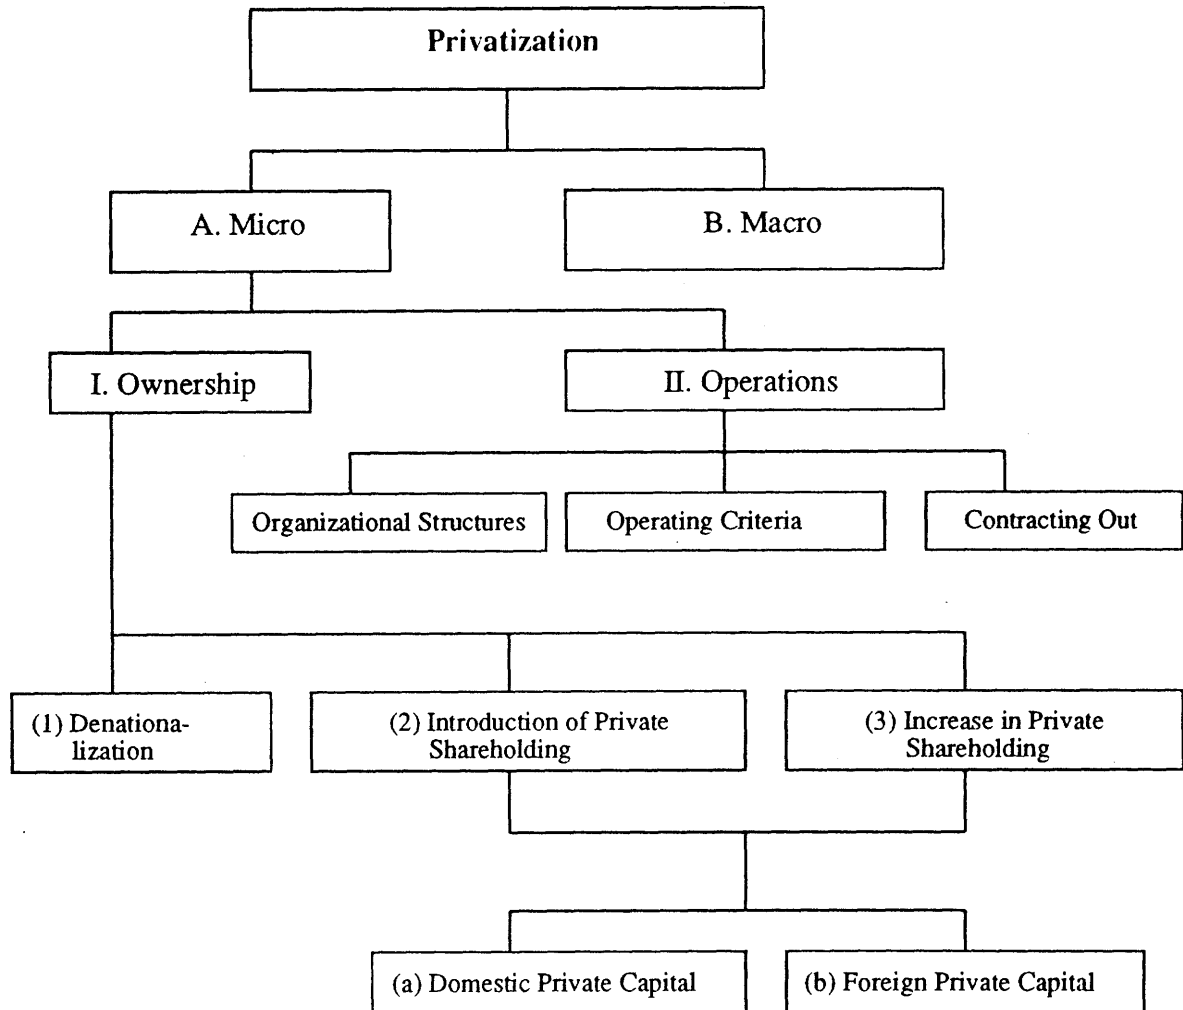 Privatization
A. Micro
B. Macro
I. Ownership
II. Operations
Organizational Structures
Operating Criteria
Contracting Out
(1) Denationa-
lization
(2) Introduction of Private
Shareholding
(3) Increase in Private
Shareholding
(a) Domestic Private Capital
(b) Foreign Private Capital